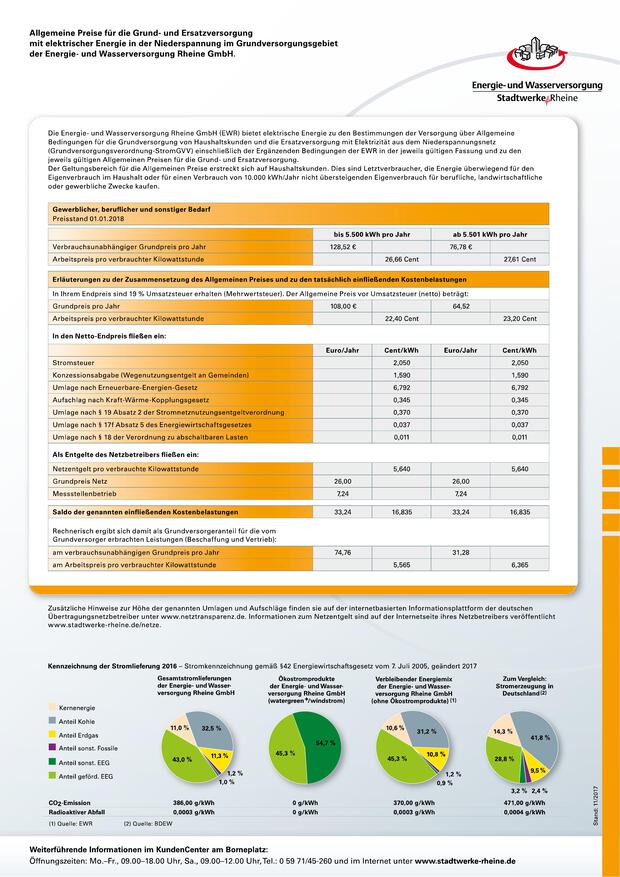 Allgemeine Preise für die Grund- und Ersatzversorgung
mit elektrischer Energie in der Niederspannung im Grundversorgungsgebiet
der Energie- und Wasserversorgung Rheine GmbH.
Energie- und Wasserversorgung
Stadtwerke Rheine
Die Energie- und Wasserversorgung Rheine GmbH (EWR) bietet elektrische Energie zu den Bestimmungen der Versorgung über Allgemeine
Bedingungen für die Grundversorgung von Haushaltskunden und die Ersatzversorgung mit Elektrizität aus dem Niederspannungsnetz
(Grundversorgungsverordnung-StromGVV) einschließlich der Ergänzenden Bedingungen der EWR in der jeweils gültigen Fassung und zu den
jeweils gültigen Allgemeinen Preisen für die Grund- und Ersatzversorgung.
Der Geltungsbereich für die Allgemeinen Preise erstreckt sich auf Haushaltskunden. Dies sind Letztverbraucher, die Energie überwiegend für den
Eigenverbrauch im Haushalt oder für einen Verbrauch von 10.000 kWh/Jahr nicht übersteigenden Eigenverbrauch für berufliche, landwirtschaftliche
oder gewerbliche Zwecke kaufen.
Gewerblicher, beruflicher und sonstiger Bedarf
Preisstand 01.01.2018
bis 5.500 kWh pro Jahr ab 5.501 kWh pro Jahr
Verbrauchsunabhängiger Grundpreis pro Jahr 128,52 € 76,78 €
Arbeitspreis pro verbrauchter Kilowattstunde 26,66 Cent 27,61 Cent
Erläuterungen zu der Zusammensetzung des Allgemeinen Preises und zu den tatsächlich einfließenden Kostenbelastungen
In Ihrem Endpreis sind 19 % Umsatzsteuer erhalten (Mehrwertsteuer). Der Allgemeine Preis vor Umsatzsteuer (netto) beträgt:
Grundpreis pro Jahr 108,00 € 64,52
Arbeitspreis pro verbrauchter Kilowattstunde 22,40 Cent 23,20 Cent
In den Netto-Endpreis fließen ein:
Euro/Jahr Cent/kWh Euro/Jahr Cent/kWh
Stromsteuer 2,050 2,050
Konzessionsabgabe (Wegenutzungsentgelt an Gemeinden) 1,590 1,590
Umlage nach Erneuerbare-Energien-Gesetz 6,792 6,792
Aufschlag nach Kraft-Wärme-Kopplungsgesetz 0,345 0,345
Umlage nach § 19 Absatz 2 der Stromnetznutzungsentgeltverordnung 0,370 0,370
Umlage nach § 17f Absatz 5 des Energiewirtschaftsgesetzes 0,037 0,037
Umlage nach § 18 der Verordnung zu abschaltbaren Lasten 0,011 0,011
Als Entgelte des Netzbetreibers fließen ein:
Netzentgelt pro verbrauchte Kilowattstunde 5,640 5,640
Grundpreis Netz 26,00 26,00
Messstellenbetrieb 7,24 7,24
Saldo der genannten einfließenden Kostenbelastungen 33,24 16,835 33,24 16,835
Rechnerisch ergibt sich damit als Grundversorgeranteil für die vom
Grundversorger erbrachten Leistungen (Beschaffung und Vertrieb):
am verbrauchsunabhängigen Grundpreis pro Jahr 74,76 31,28
am Arbeitspreis pro verbrauchter Kilowattstunde 5,565 6,365
Zusätzliche Hinweise zur Höhe der genannten Umlagen und Aufschläge finden sie auf der internetbasierten Informationsplattform der deutschen
Übertragungsnetzbetreiber unter www.netztransparenz.de. Informationen zum Netzentgelt sind auf der Internetseite ihres Netzbetreibers veröffentlicht
www.stadtwerke-rheine.de/netze.
Kennzeichnung der Stromlieferung 2016 – Stromkennzeichnung gemäß §42 Energiewirtschaftsgesetz vom 7. Juli 2005, geändert 2017
Gesamtstromlieferungen
der Energie- und Wasser-
versorgung Rheine GmbH
Ökostromprodukte
der Energie- und Wasser-
versorgung Rheine GmbH
(watergreen+/windstrom)
Verbleibender Energiemix
der Energie- und Wasser-
versorgung Rheine GmbH
(ohne Ökostromprodukte) (1)
Zum Vergleich:
Stromerzeugung in
Deutschland(2)
Kernenergie
Anteil Kohle
Anteil Erdgas
Anteil sonst. Fossile
Anteil sonst. EEG
Anteil geförd. EEG
11,0 % 32,5 % 11,3 % 1,2 % 1,0 % 43,0 %
45,3 % 54,7 %
10,6 % 31,2 % 10,8 % 1,2 % 0,9 % 45,3 %
14,3 % 41,8 % 9,5 % 2,4 % 3,2 % 28,8 %
CO2-Emission 386,00 g/kWh 0 g/kWh 370,00 g/kWh 471,00 g/kWh
Radioaktiver Abfall 0,0003 g/kWh 0 g/kWh 0,0003 g/kWh 0,0004 g/kWh
(1) Quelle: EWR (2) Quelle: BDEW
Stand: 11/2017
Weiterführende Informationen im KundenCenter am Borneplatz:
Öffnungszeiten: Mo.–Fr., 09.00–18.00 Uhr, Sa., 09.00–12.00 Uhr, Tel.: 0 59 71/45-260 und im Internet unter www.stadtwerke-rheine.de